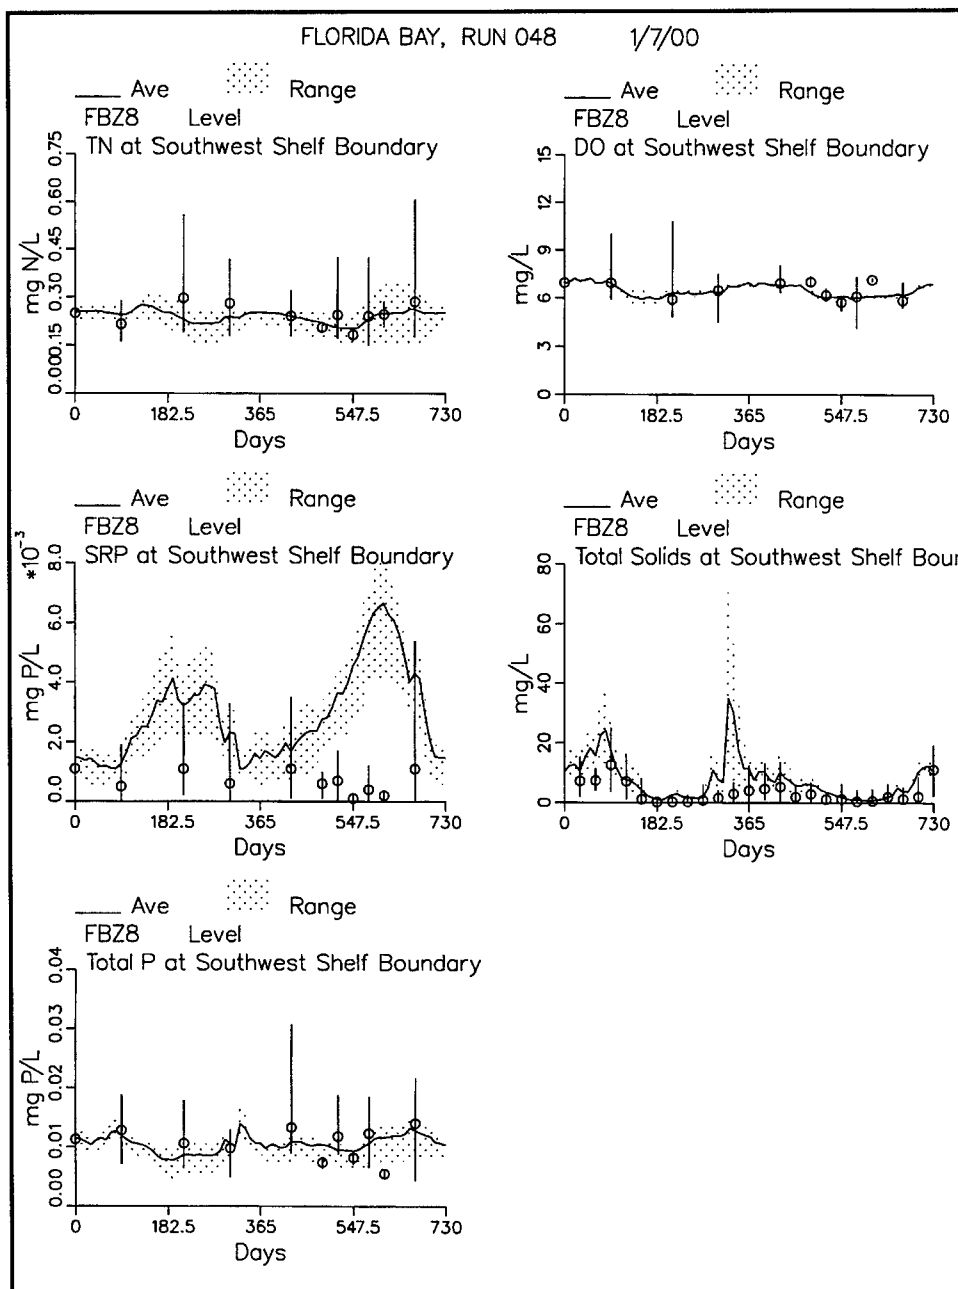 FLORIDA BAY, RUN 048 1/7/00
Ave Range
FBZ8 Level
TN at Southwest Shelf Boundary
mg N/L
0.00 0.15 0.30 0.45 0.60 0.75
0 182.5 365 547.5 730
Days
Ave Range
FBZ8 Level
DO at Southwest Shelf Boundary
mg/L
15
12
9
6
3
0
0 182.5 365 547.5 730
Days
Ave Range
FBZ8 Level
SRP at Southwest Shelf Boundary
*10-3
mg P/L
0.0 2.0 4.0 6.0 8.0
0 182.5 365 547.5 730
Days
Ave Range
FBZ8 Level
Total Solids at Southwest Shelf Bour
mg/L
80
60
40
20
0
0 182.5 365 547.5 730
Days
Ave Range
FBZ8 Level
Total P at Southwest Shelf Boundary
mg P/L
0.00 0.01 0.02 0.03 0.04
0 182.5 365 547.5 730
Days